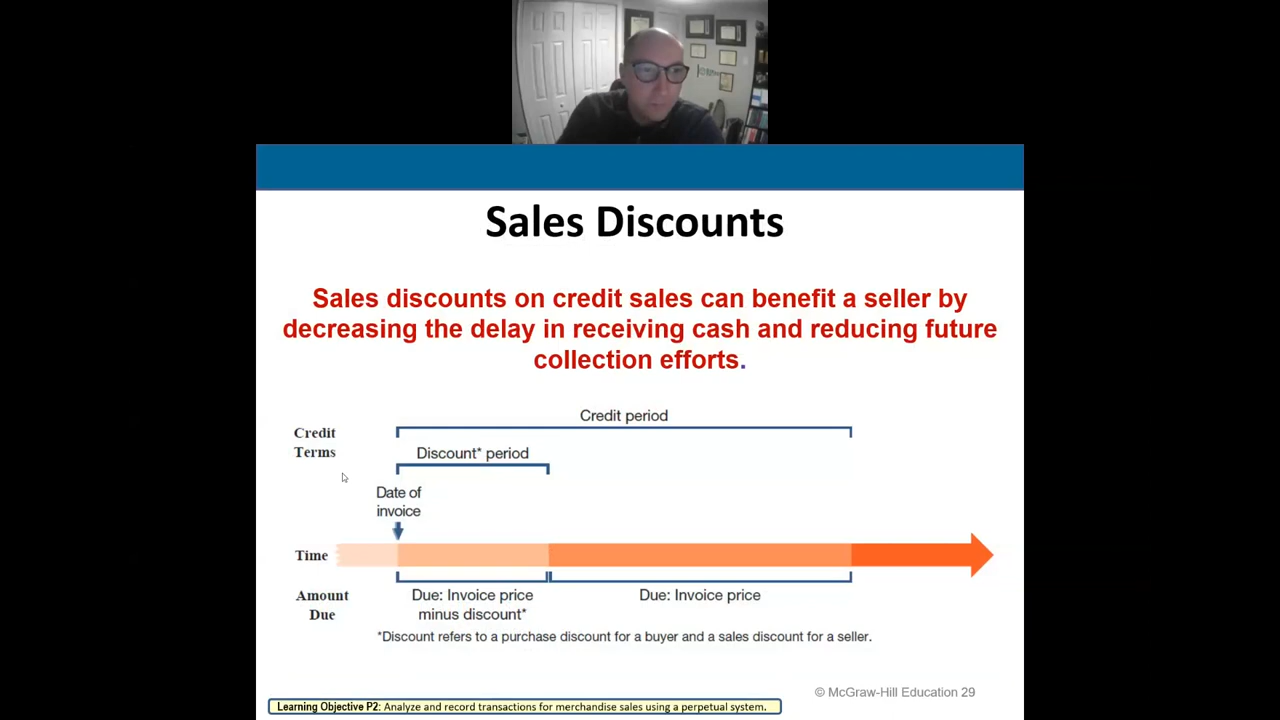 Sales Discounts
Sales discounts on credit sales can benefit a seller by
decreasing the delay in receiving cash and reducing future
collection efforts.
Credit period
Credit
Terms
Discount* period
Date of
invoice
Time
Amount
Due
Due: Invoice price
minus discount*
Due: Invoice price
*Discount refers to a purchase discount for a buyer and a sales discount for a seller.
© McGraw-Hill Education 29
Learning Objective P2: Analyze and record transactions for merchandise sales using a perpetual system.